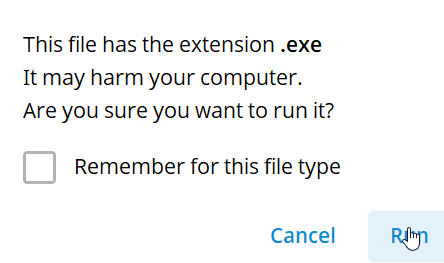 This file has the extension .exe
It may harm your computer.
Are you sure you want to run it?
Remember for this file type
Cancel
Run